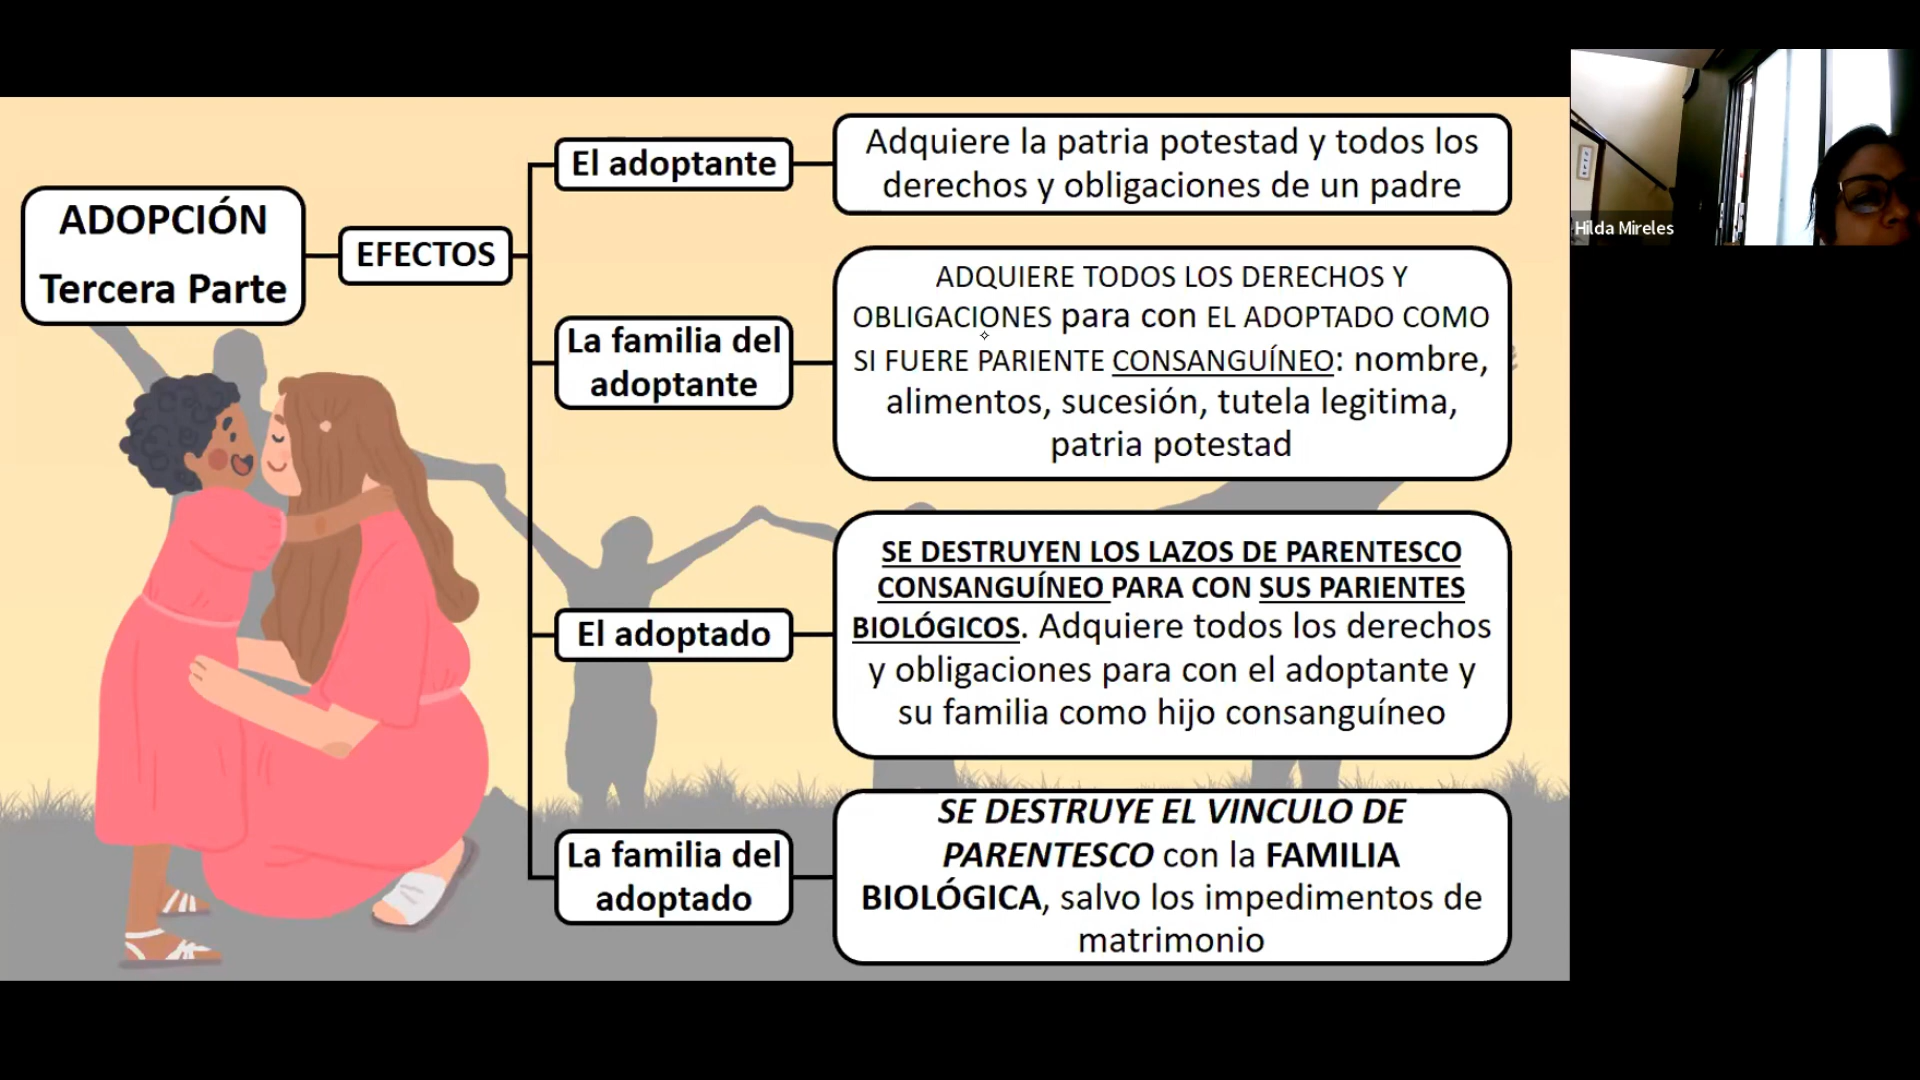 ADOPCIÓN
Tercera Parte
EFECTOS
El adoptante
Adquiere la patria potestad y todos los
derechos y obligaciones de un padre
La familia del
adoptante
ADQUIERE TODOS LOS DERECHOS Y
OBLIGACIONES para con EL ADOPTADO COMO
SI FUERE PARIENTE CONSANGUÍNEO: nombre,
alimentos, sucesión, tutela legitima,
patria potestad
El adoptado
SE DESTRUYEN LOS LAZOS DE PARENTESCO
CONSANGUÍNEO PARA CON SUS PARIENTES
BIOLÓGICOS. Adquiere todos los derechos
y obligaciones para con el adoptante y
su familia como hijo consanguíneo
La familia del
adoptado
SE DESTRUYE EL VINCULO DE
PARENTESCO con la FAMILIA
BIOLÓGICA, salvo los impedimentos de
matrimonio
Hilda Mireles